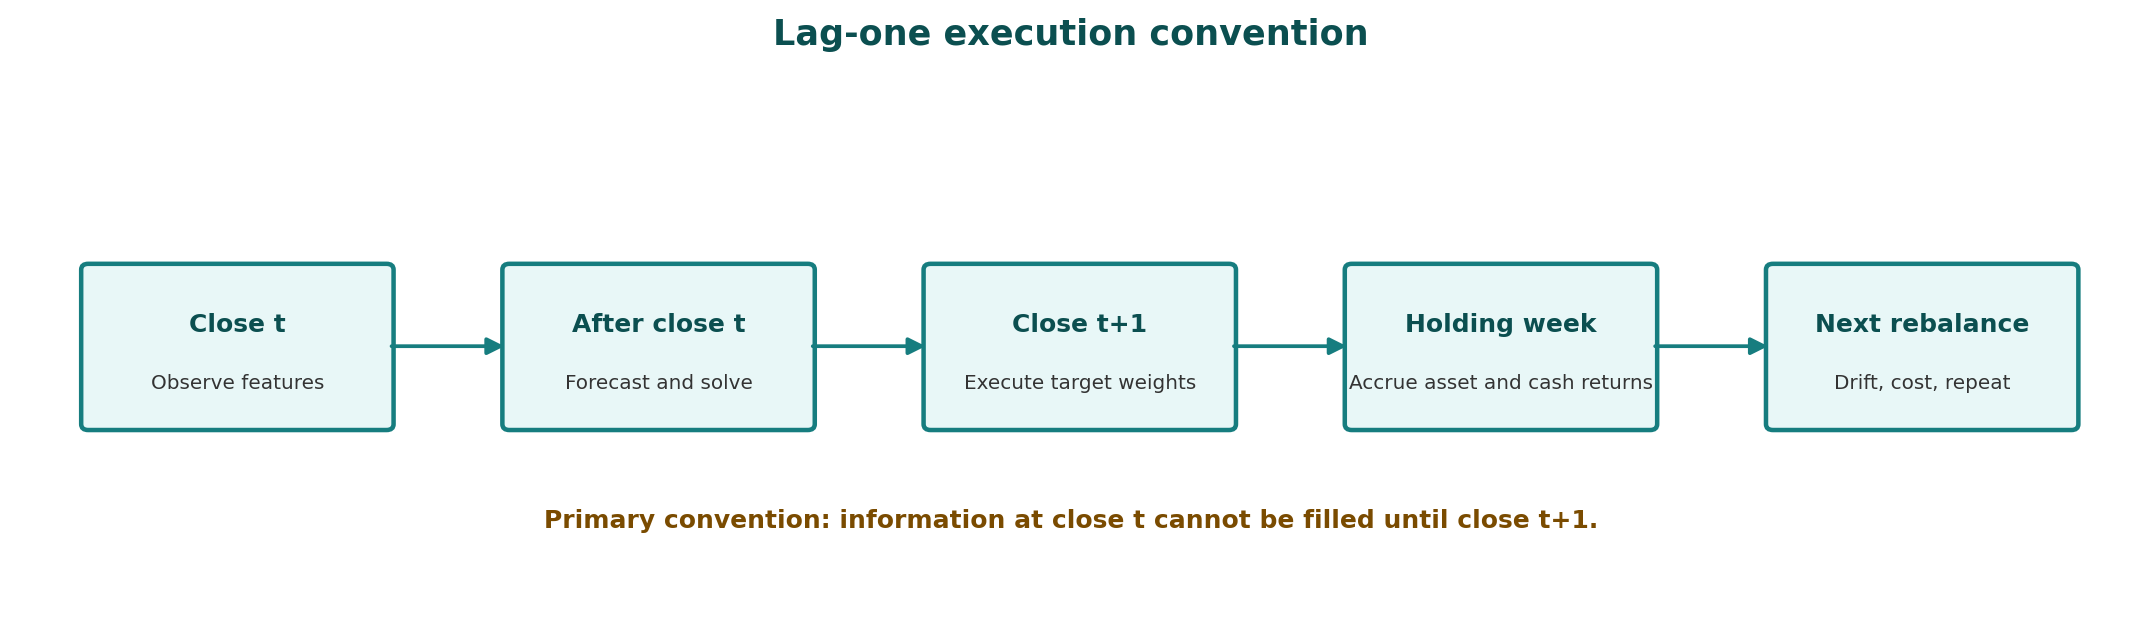 Lag-one execution convention
Close t
Observe features
After close t
Forecast and solve
Close t+1
Execute target weights
Holding week
Accrue asset and cash returns
Next rebalance
Drift, cost, repeat
Primary convention: information at close t cannot be filled until close t+1.